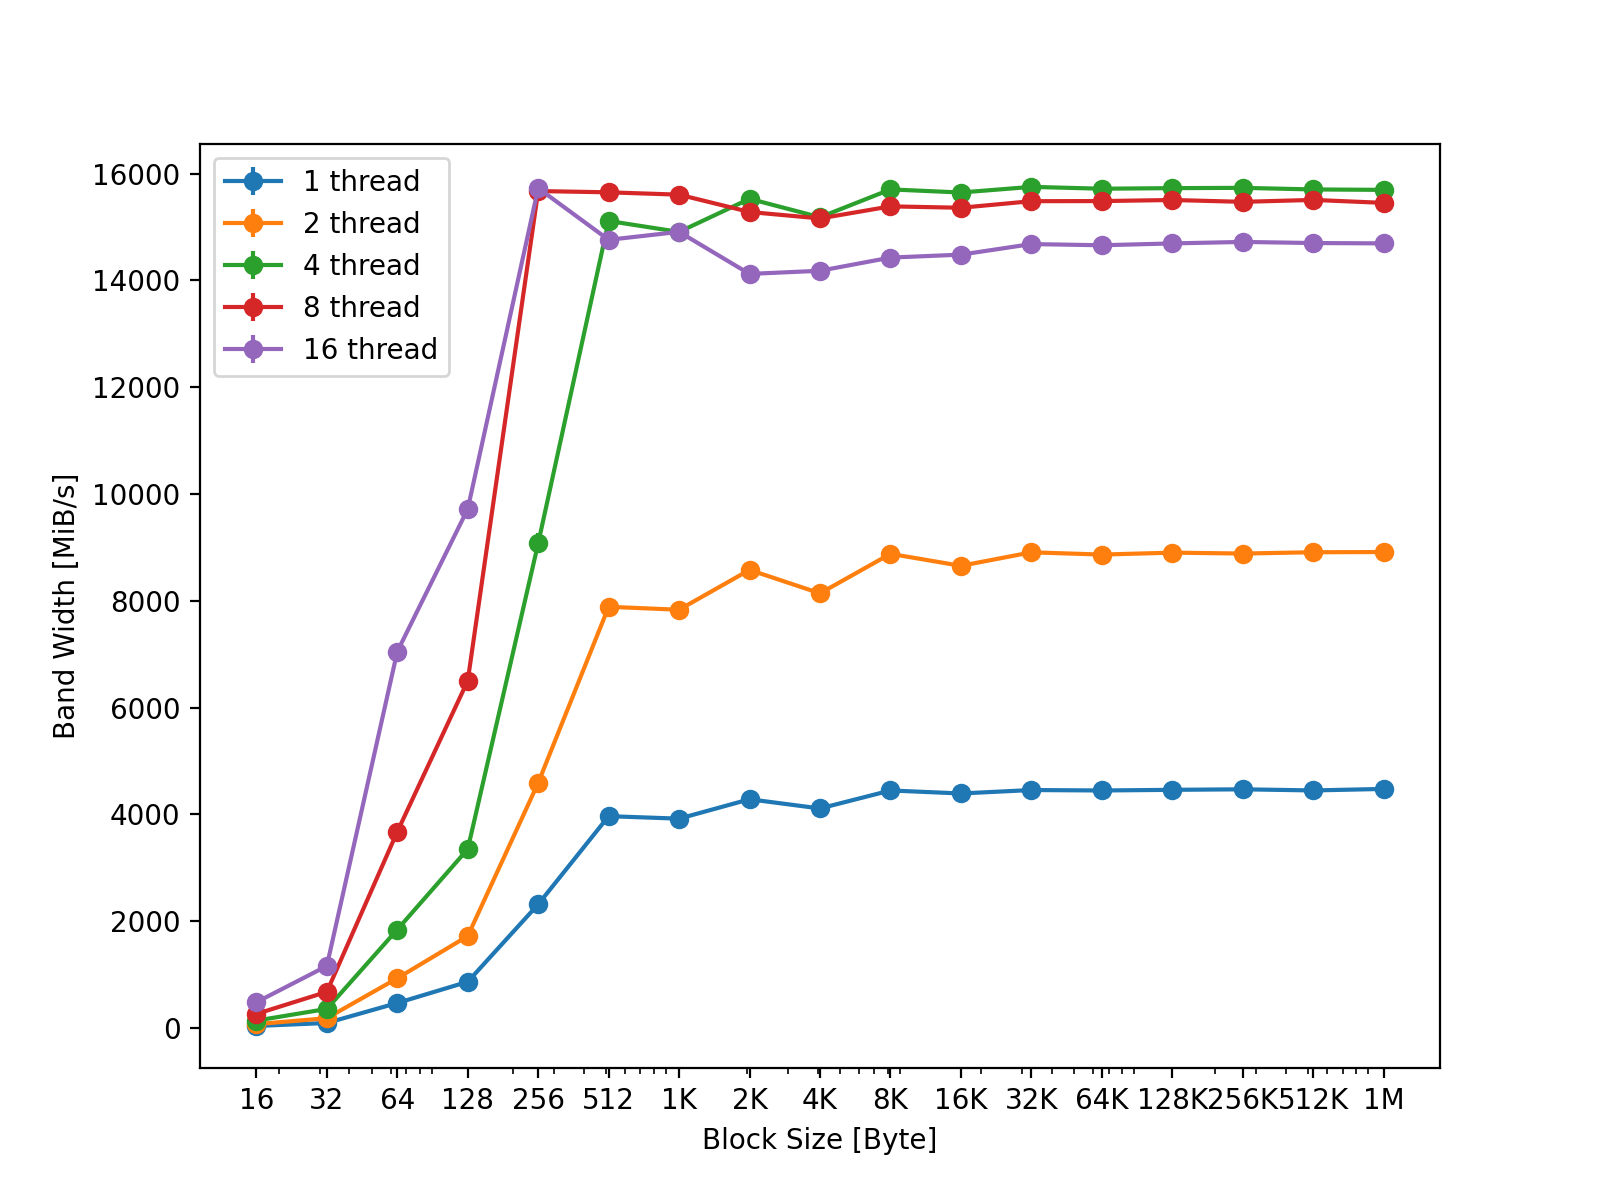 1 thread
2 thread
4 thread
8 thread
16 thread
16000
14000
12000
10000
8000
6000
4000
2000
0
Band Width [MiB/s]
16 32 64 128 256 512 1K 2K 4K 8K 16K 32K 64K 128K 256K 512K 1M
Block Size [Byte]